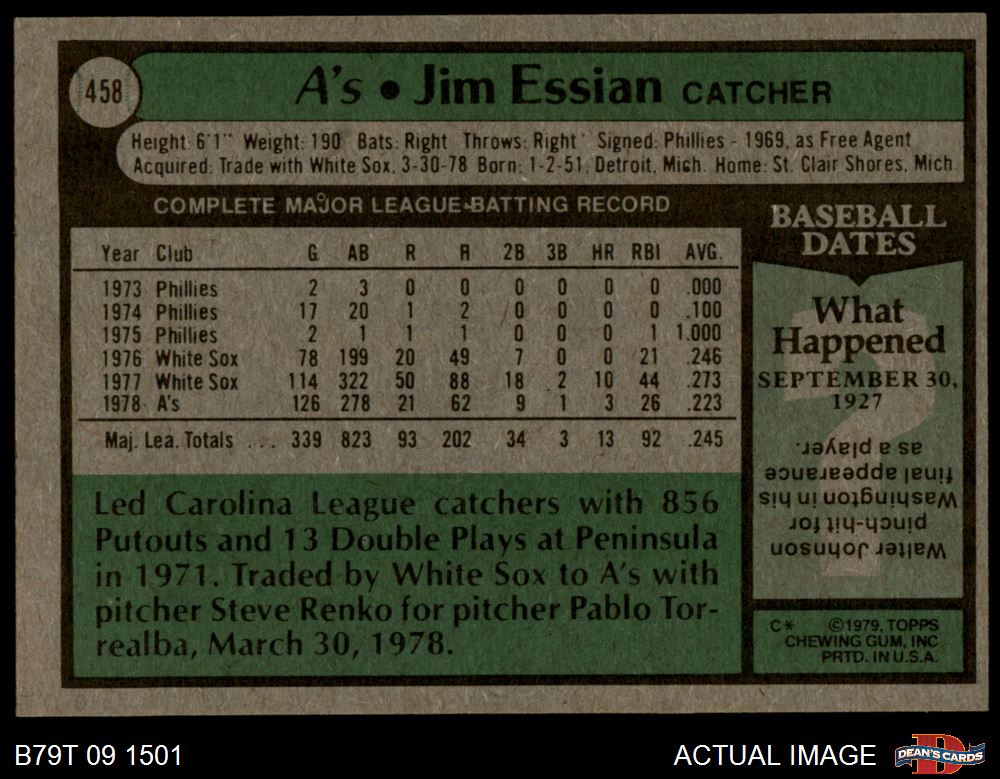 458
A's • Jim Essian CATCHER
Height: 6'1" Weight: 190 Bats: Right Throws: Right Signed: Phillies - 1969, as Free Agent
Acquired: Trade with White Sox, 3-30-78 Born: 1-2-51, Detroit, Mich. Home: St. Clair Shores, Mich.
COMPLETE MAJOR LEAGUE BATTING RECORD
Year Club G AB R H 2B 3B HR RBI AVG.
1973 Phillies 2 3 0 0 0 0 0 0 .000
1974 Phillies 17 20 1 2 0 0 0 0 .100
1975 Phillies 2 1 1 1 0 0 0 1 1.000
1976 White Sox 78 199 20 49 7 0 0 21 .246
1977 White Sox 114 322 50 88 18 2 10 44 .273
1978 A's 126 278 21 62 9 1 3 26 .223
Maj. Lea. Totals ... 339 823 93 202 34 3 13 92 .245
Led Carolina League catchers with 856
Putouts and 13 Double Plays at Peninsula
in 1971. Traded by White Sox to A's with
pitcher Steve Renko for pitcher Pablo Tor-
realba, March 30, 1978.
BASEBALL
DATES
What
Happened
SEPTEMBER 30,
1927
?
Walter Johnson
pinch-hit for
Washington in his
final appearance
as a player.
C* ©1979, TOPPS
CHEWING GUM, INC
PRTD. IN U.S.A.
B79T 09 1501
ACTUAL IMAGE
D
DEAN'S CARDS